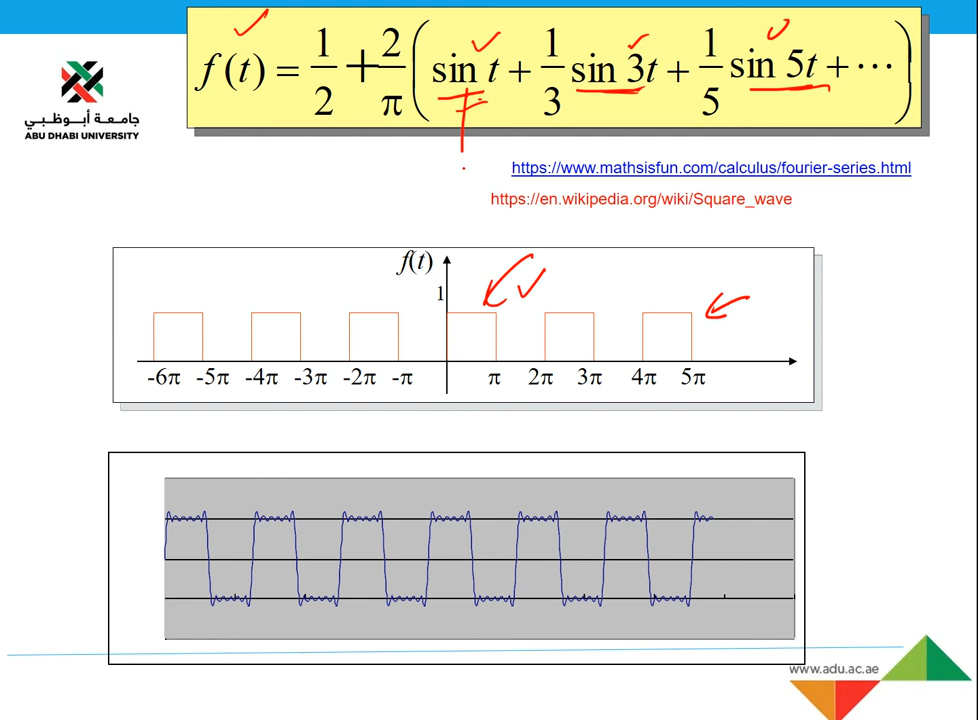 f(t) = 1/2 + 2/π ( sin t + 1/3 sin 3t + 1/5 sin 5t + ⋯ )
جامعة أبوظبي
ABU DHABI UNIVERSITY
https://www.mathsisfun.com/calculus/fourier-series.html
https://en.wikipedia.org/wiki/Square_wave
f(t)
1
-6π -5π -4π -3π -2π -π π 2π 3π 4π 5π
www.adu.ac.ae